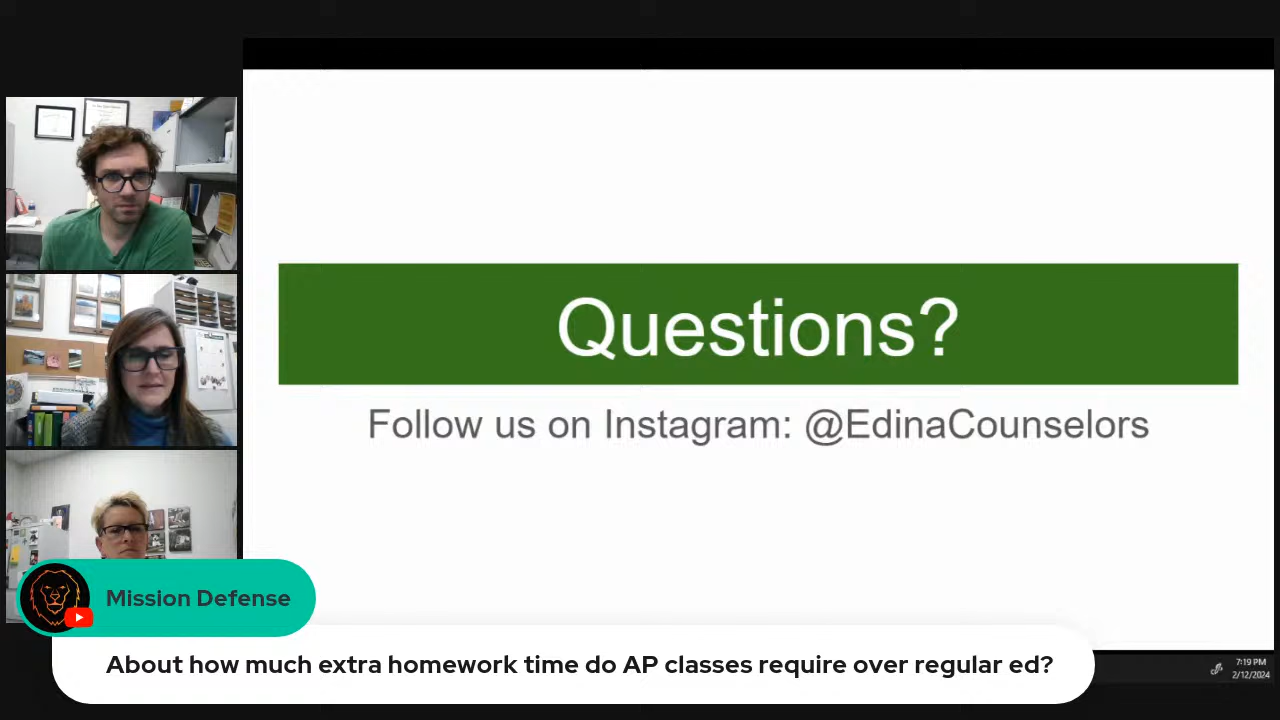 Questions?
Follow us on Instagram: @EdinaCounselors
Mission Defense
About how much extra homework time do AP classes require over regular ed?
7:19 PM
2/12/2024